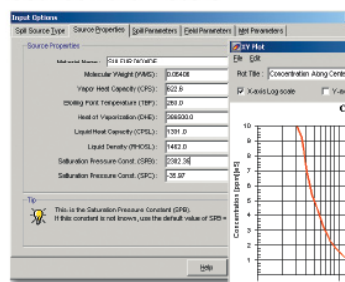 Input Options
Spill Source Type Source Properties Spill Parameters Field Parameters Met Parameters
Source Properties
Material Name: SULFUR DIOXIDE
Molecular Weight (WMS): 0.06406
Vapor Heat Capacity (CPS): 622.6
Boiling Point Temperature (TBP): 263.0
Heat of Vaporization (DHE): 386500.0
Liquid Heat Capacity (CPSL): 1331.0
Liquid Density (RHOSL): 1462.0
Saturation Pressure Const. (SPB): 2302.35
Saturation Pressure Const. (SPC): -35.97
Tip
This is the Saturation Pressure Constant (SPB).
If this constant is not known, use the default value of SPB =
Help
XY Plot
File Edit
Plot Title: Concentration Along Cente
X-axis Log scale Y-a
C
Concentration [ppm]
10
9
8
7
6
5
4
3
2
1